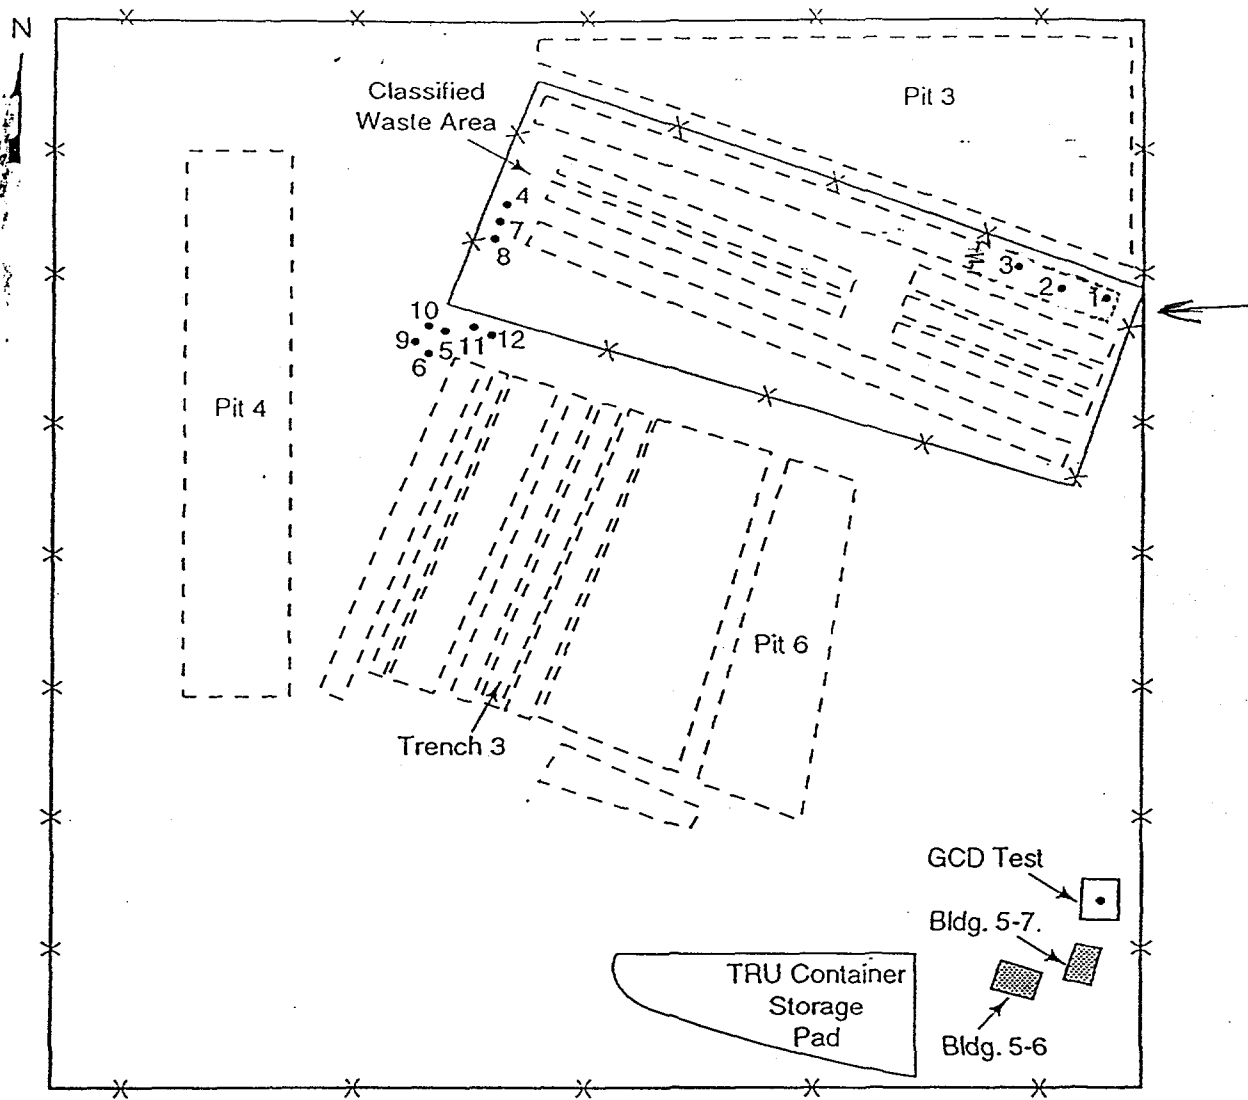 N
Pit 3
Classified
Waste Area
4
7
8
3
2
1
10
9
5
11
12
6
Pit 4
Pit 6
Trench 3
GCD Test
Bldg. 5-7.
TRU Container
Storage
Pad
Bldg. 5-6